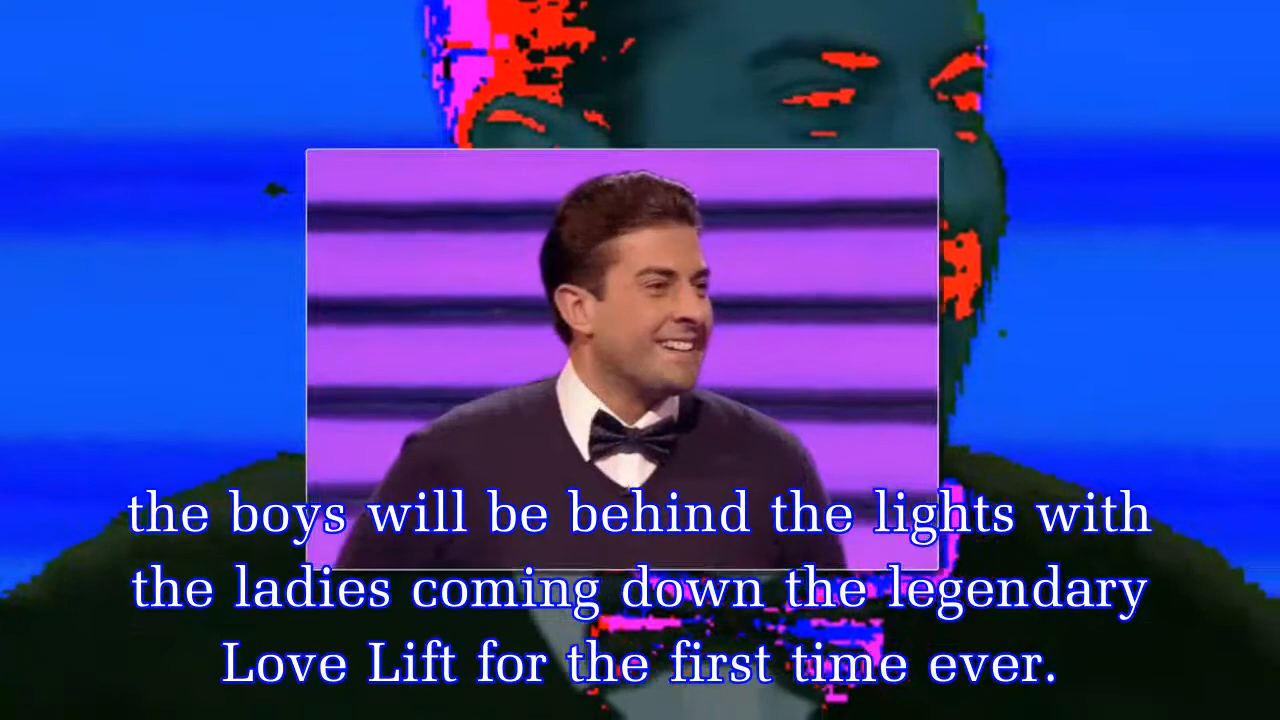 the boys will be behind the lights with
the ladies coming down the legendary
Love Lift for the first time ever.